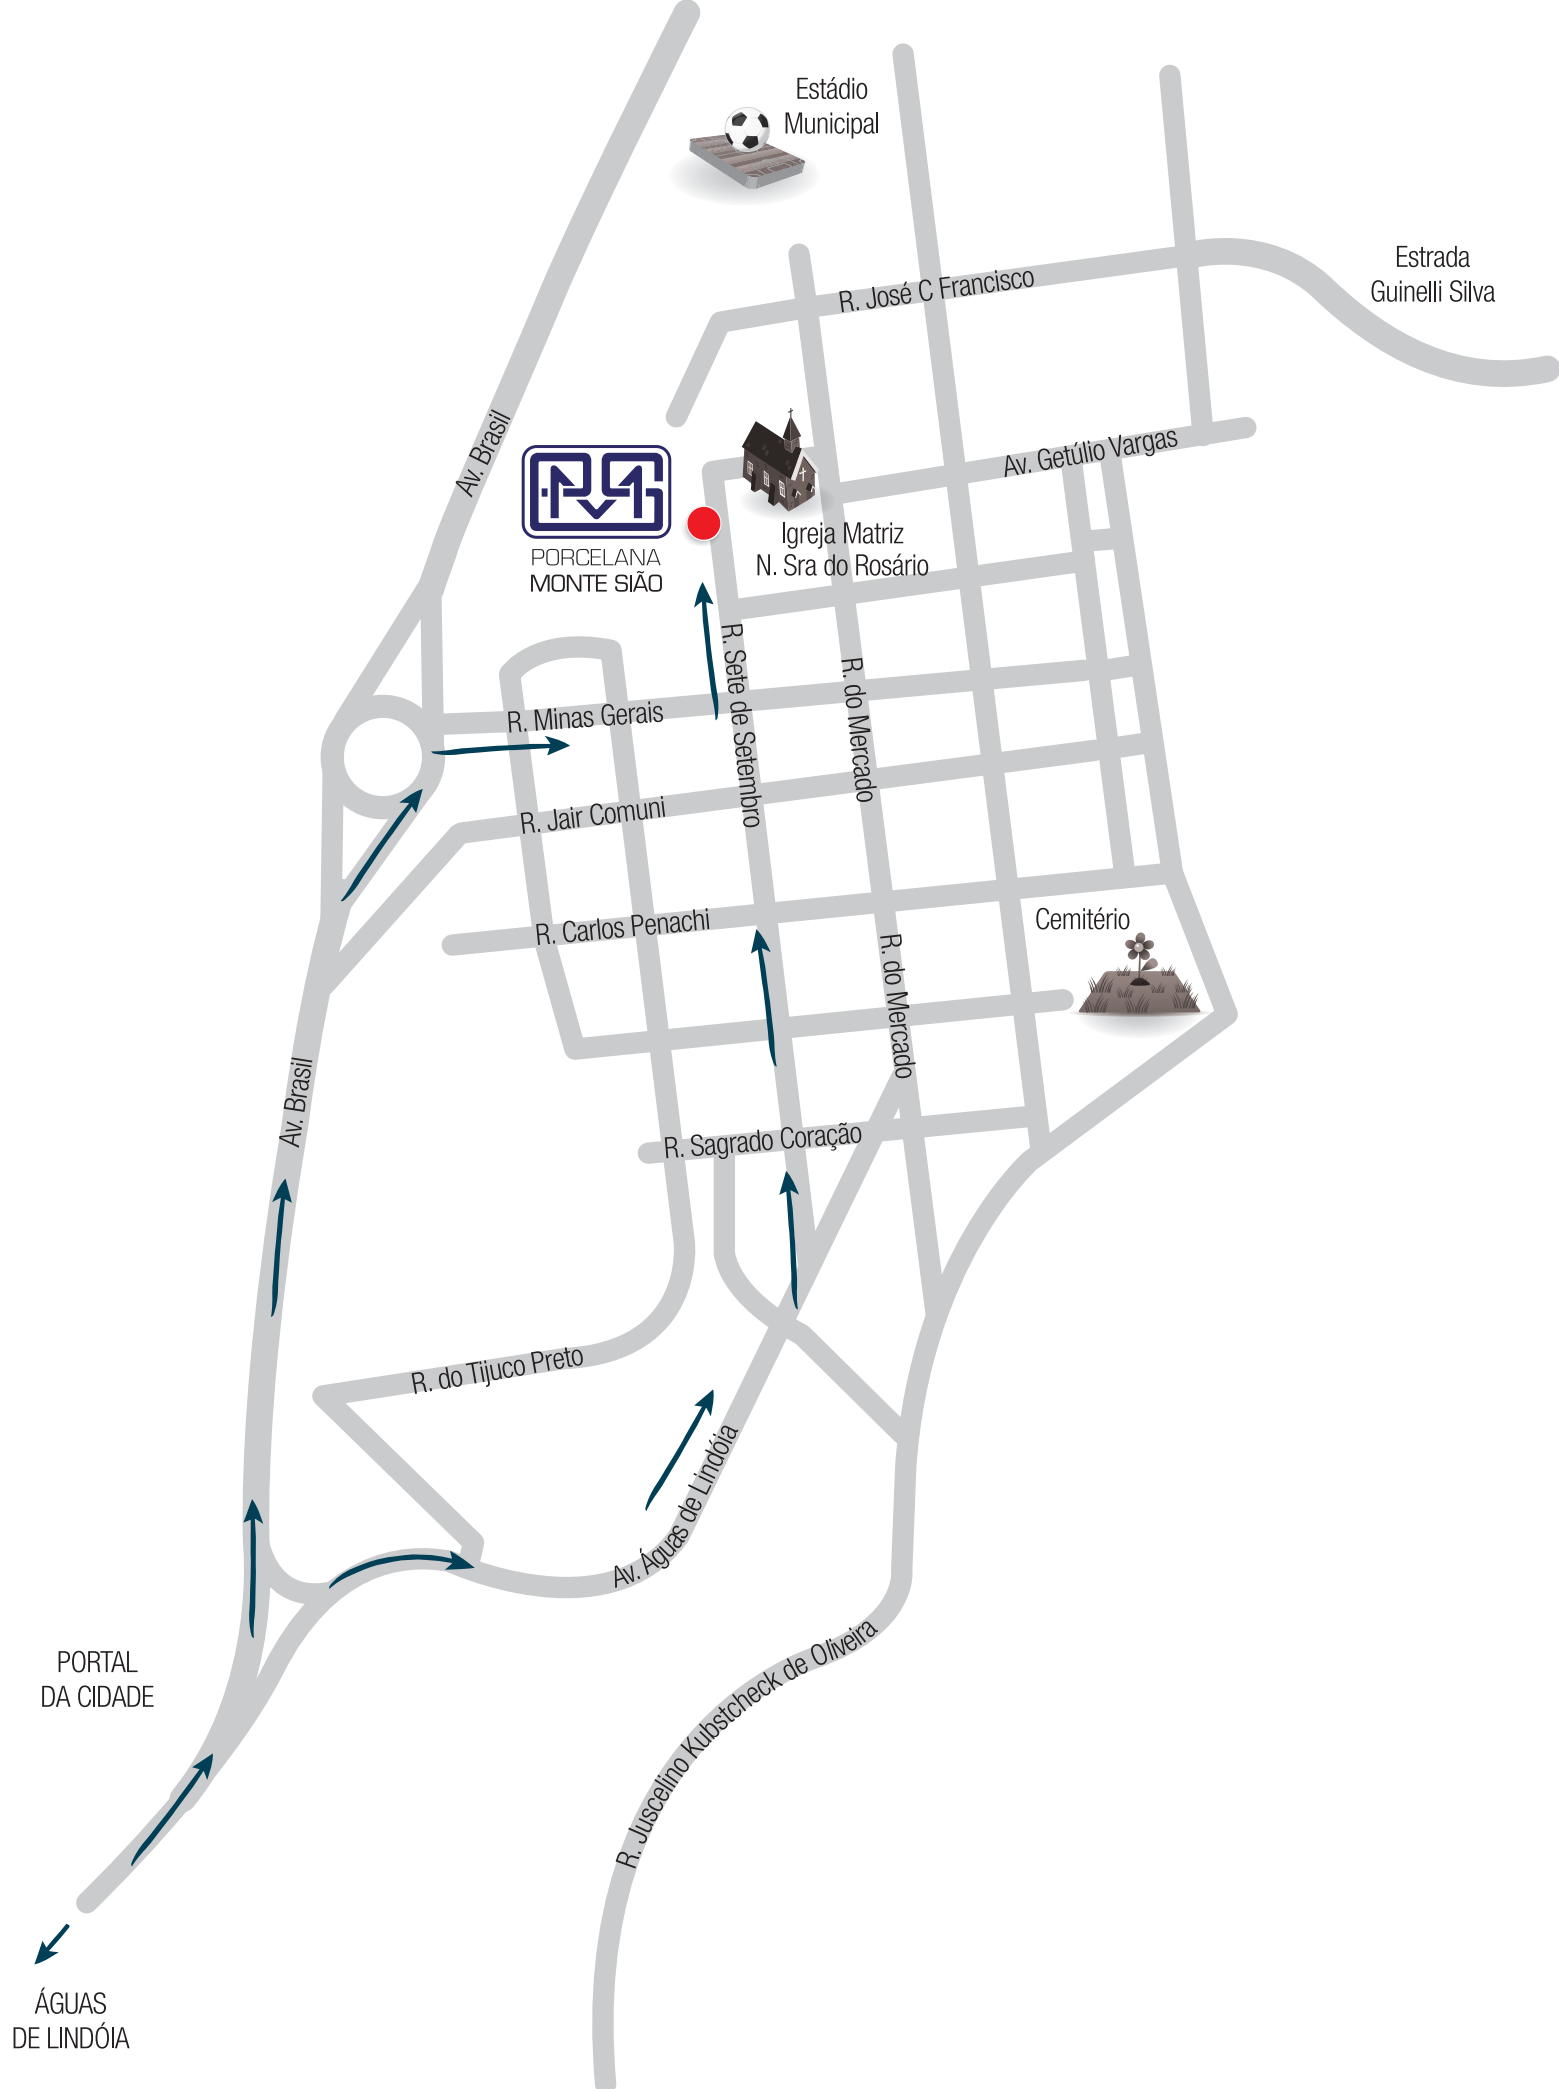 Estádio
Municipal
Estrada
Guinelli Silva
R. José C Francisco
Av. Brasil
Av. Getúlio Vargas
PMS
PORCELANA
MONTE SIÃO
Igreja Matriz
N. Sra do Rosário
R. Sete de Setembro
R. do Mercado
R. Minas Gerais
R. Jair Comuni
R. Carlos Penachi
Cemitério
R. do Mercado
Av. Brasil
R. Sagrado Coração
R. do Tijuco Preto
Av. Águas de Lindóia
PORTAL
DA CIDADE
R. Juscelino Kubstcheck de Oliveira
ÁGUAS
DE LINDÓIA